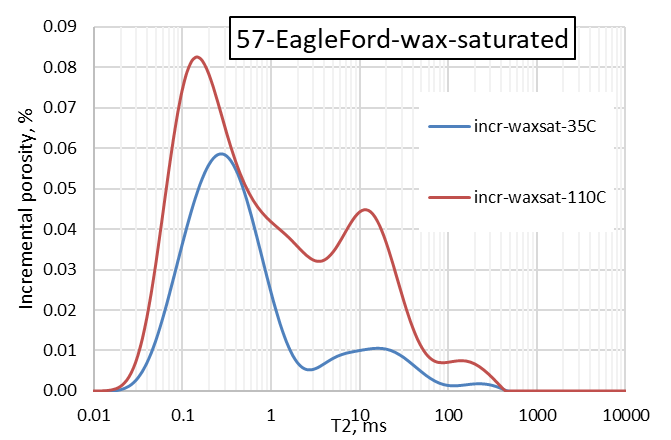 57-EagleFord-wax-saturated
incr-waxsat-35C
incr-waxsat-110C
Incremental porosity, %
0.09
0.08
0.07
0.06
0.05
0.04
0.03
0.02
0.01
0.00
0.01 0.1 1 10 100 1000 10000
T2, ms